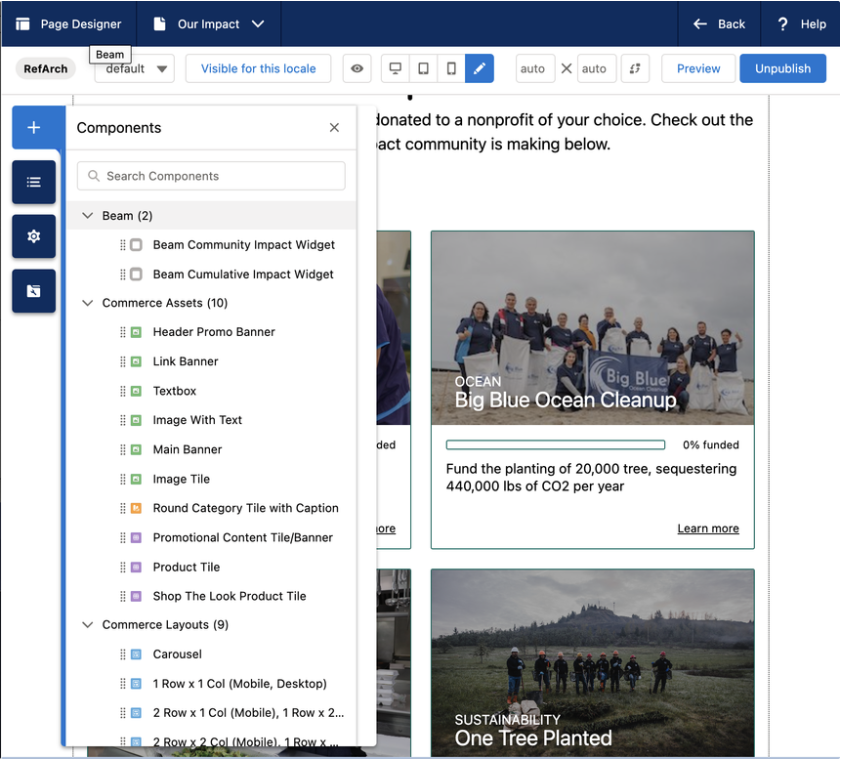 Page Designer
Our Impact
Back
? Help
Beam
RefArch
default
Visible for this locale
auto
auto
Preview
Unpublish
donated to a nonprofit of your choice. Check out the
pact community is making below.
Components
Search Components
Beam (2)
Beam Community Impact Widget
Beam Cumulative Impact Widget
Commerce Assets (10)
Header Promo Banner
Link Banner
Textbox
Image With Text
Main Banner
Image Tile
Round Category Tile with Caption
Promotional Content Tile/Banner
Product Tile
Shop The Look Product Tile
Commerce Layouts (9)
Carousel
1 Row x 1 Col (Mobile, Desktop)
2 Row x 1 Col (Mobile), 1 Row x 2...
2 Row x 2 Col (Mobile), 1 Row x ...
ded
ore
Big Blue
Ocean Cleanup
OCEAN
Big Blue Ocean Cleanup
0% funded
Fund the planting of 20,000 tree, sequestering
440,000 lbs of CO2 per year
Learn more
SUSTAINABILITY
One Tree Planted